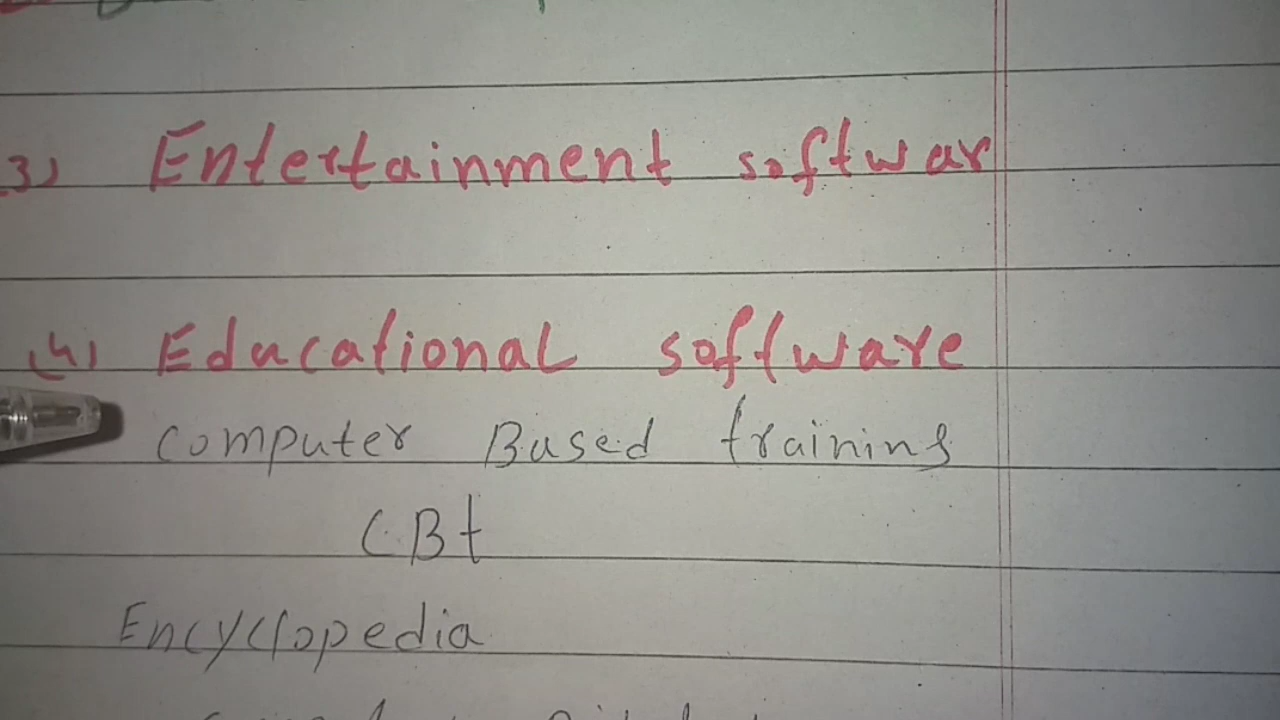 3) Entertainment softwar
(4) Educational software
Computer Based training
CBt
Encyclopedia